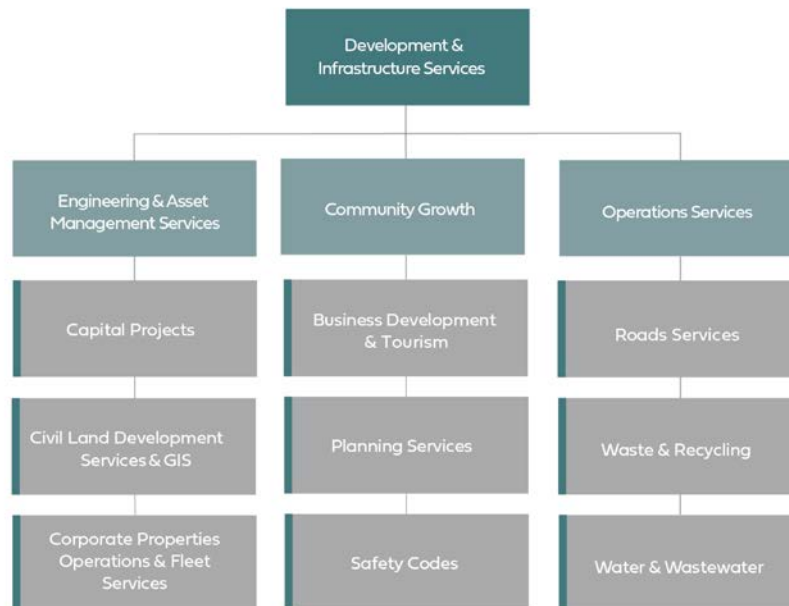 Development &
Infrastructure Services
Engineering & Asset
Management Services
Community Growth
Operations Services
Capital Projects
Business Development
& Tourism
Roads Services
Civil Land Development
Services & GIS
Planning Services
Waste & Recycling
Corporate Properties
Operations & Fleet
Services
Safety Codes
Water & Wastewater